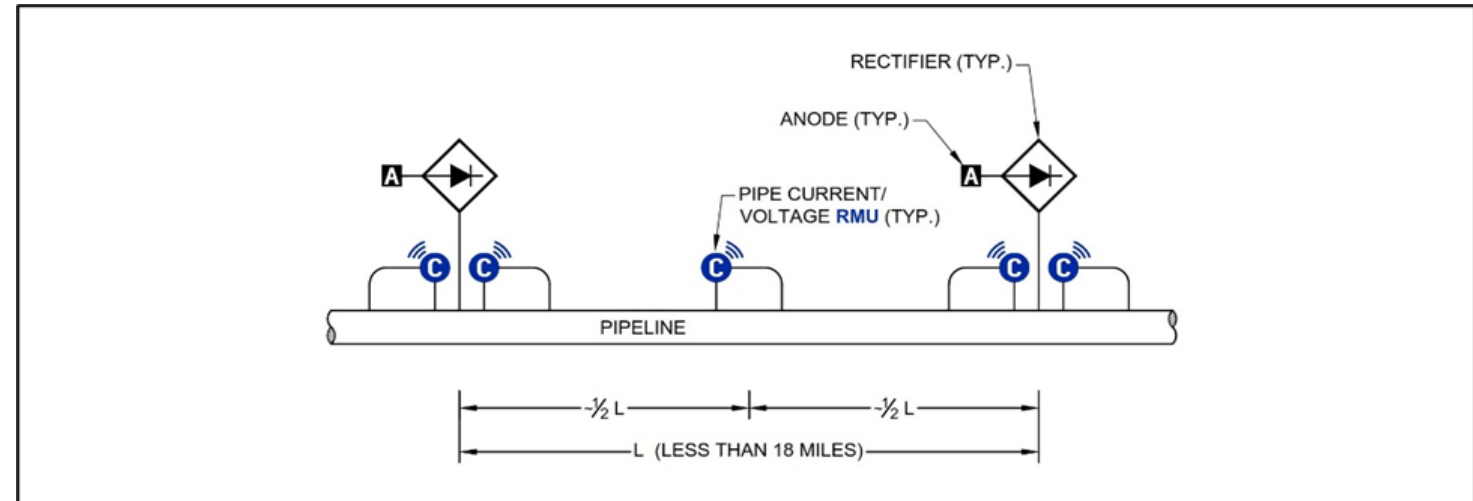 RECTIFIER (TYP.)
ANODE (TYP.)
A
A
PIPE CURRENT/
VOLTAGE RMU (TYP.)
C
C
C
C
C
PIPELINE
~½ L
~½ L
L (LESS THAN 18 MILES)